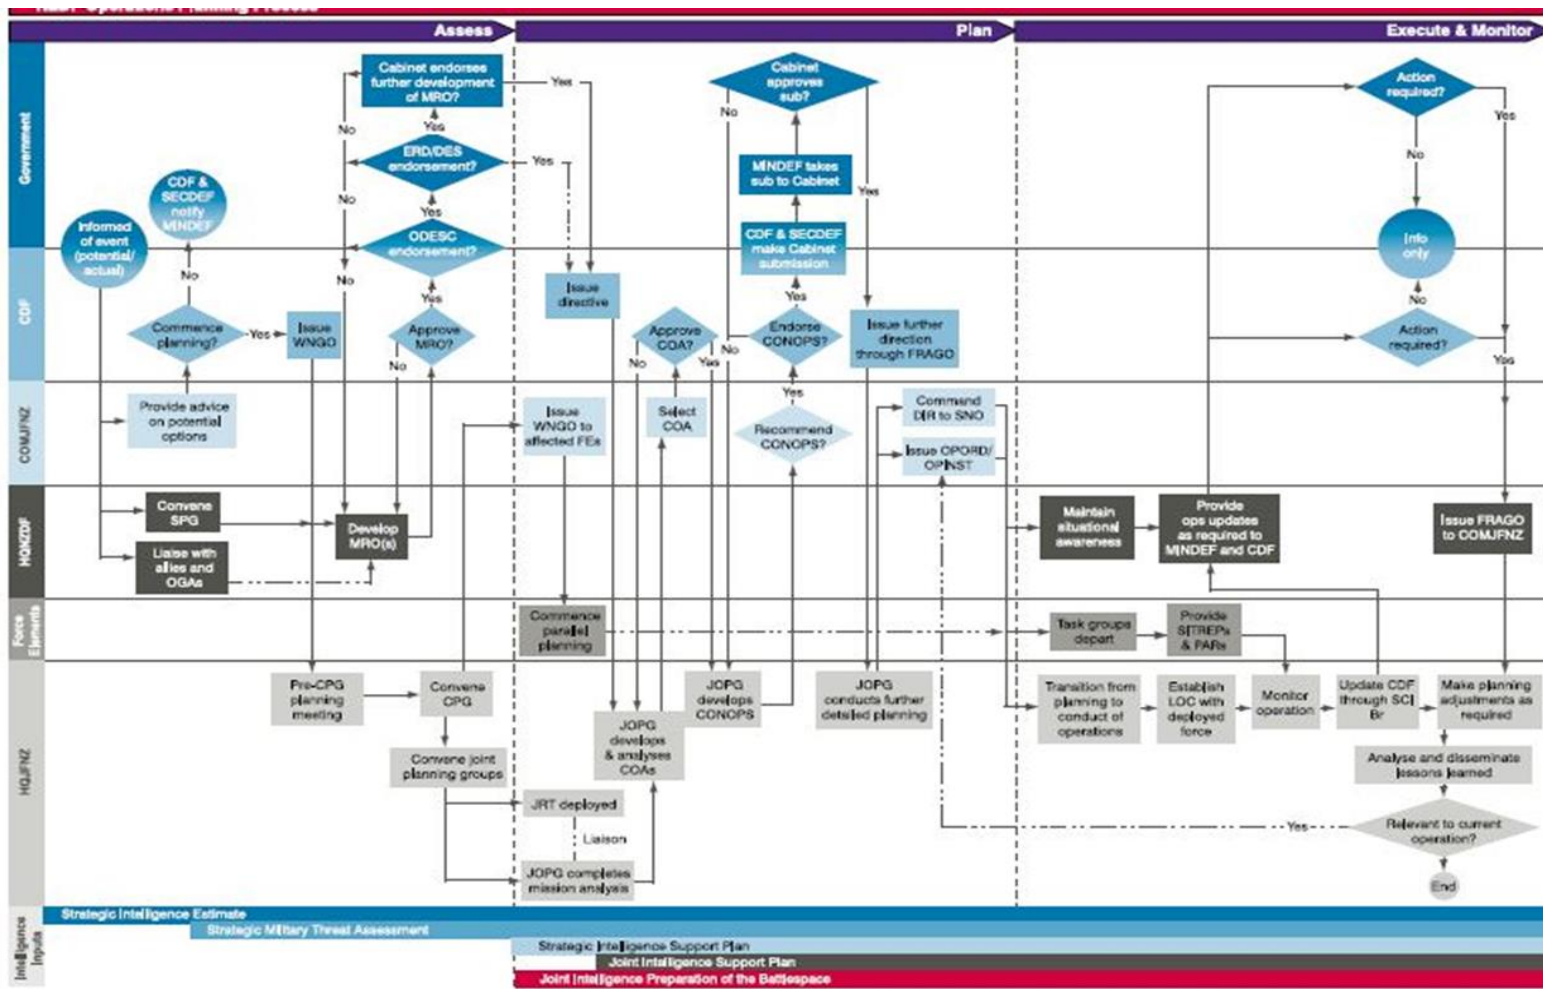 Assess
Plan
Execute & Monitor
Government
CDF
COMJFNZ
HQNZDF
Force
Elements
HQJFNZ
Intelligence
Inputs
Cabinet endorses
further development
of MRO?
Yes
No
Yes
ERD/DES
endorsement?
Yes
No
Yes
ODESC
endorsement?
No
Yes
CDF &
SECDEF
notify
MINDEF
Informed
of event
(potential/
actual)
No
Commence
planning?
Yes
Issue
WNGO
Approve
MRO?
No
Provide advice
on potential
options
Convene
SPG
Liaise with
allies and
OGAs
Develop
MRO(s)
Pre-CPG
planning
meeting
Convene
CPG
Convene joint
planning groups
Cabinet
approves
sub?
No
Yes
MINDEF takes
sub to Cabinet
CDF & SECDEF
make Cabinet
submission
Yes
Issue
directive
Approve
COA?
No
Yes
No
Endorse
CONOPS?
Issue further
direction
through FRAGO
Yes
Issue
WNGO to
affected FEs
Select
COA
Recommend
CONOPS?
Command
DIR to SNO
Issue OPORD/
OPINST
Commence
parallel
planning
JOPG
develops
CONOPS
JOPG
conducts further
detailed planning
JOPG
develops
& analyses
COAs
JRT deployed
Liaison
JOPG completes
mission analysis
Action
required?
Yes
No
Info
only
No
Action
required?
Yes
Maintain
situational
awareness
Provide
ops updates
as required to
MINDEF and CDF
Issue FRAGO
to COMJFNZ
Task groups
depart
Provide
SITREPs
& PARs
Transition from
planning to
conduct of
operations
Establish
LOC with
deployed
force
Monitor
operation
Update CDF
through SCI
Br
Make planning
adjustments as
required
Analyse and disseminate
lessons learned
Yes
Relevant to current
operation?
End
Strategic Intelligence Estimate
Strategic Military Threat Assessment
Strategic Intelligence Support Plan
Joint Intelligence Support Plan
Joint Intelligence Preparation of the Battlespace